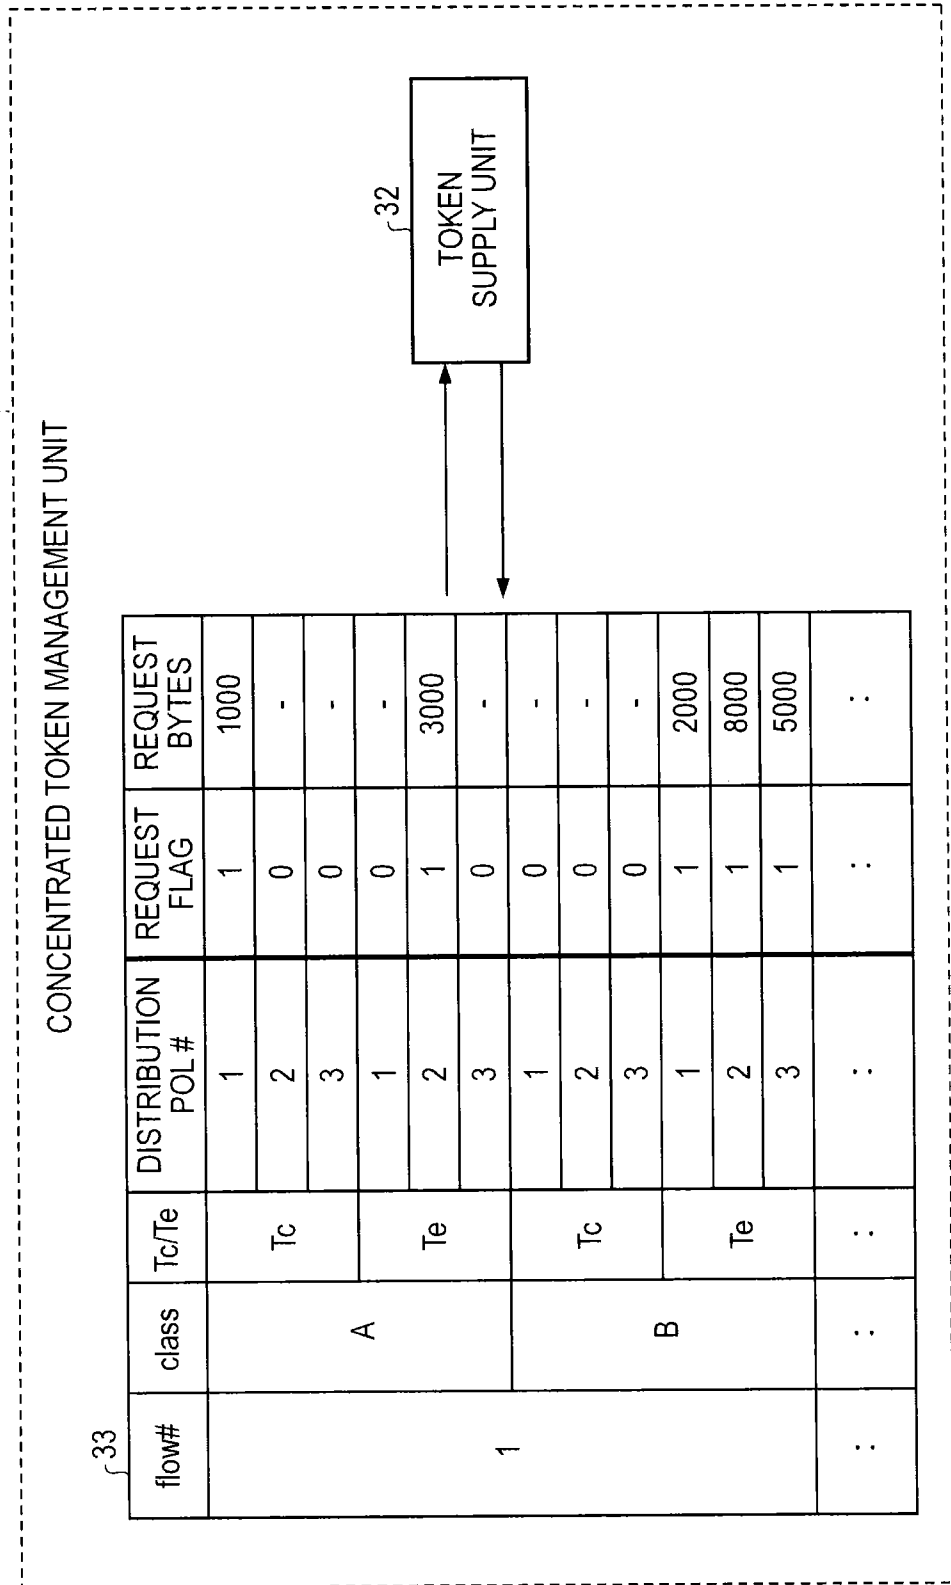 CONCENTRATED TOKEN MANAGEMENT UNIT
33
flow# class Tc/Te DISTRIBUTION POL# REQUEST FLAG REQUEST BYTES
1 A Tc 1 1 1000
2 0 -
3 0 -
Te 1 0 -
2 1 3000
3 0 -
B Tc 1 0 -
2 0 -
3 0 -
Te 1 1 2000
2 1 8000
3 1 5000
: : : : : :
32
TOKEN
SUPPLY UNIT